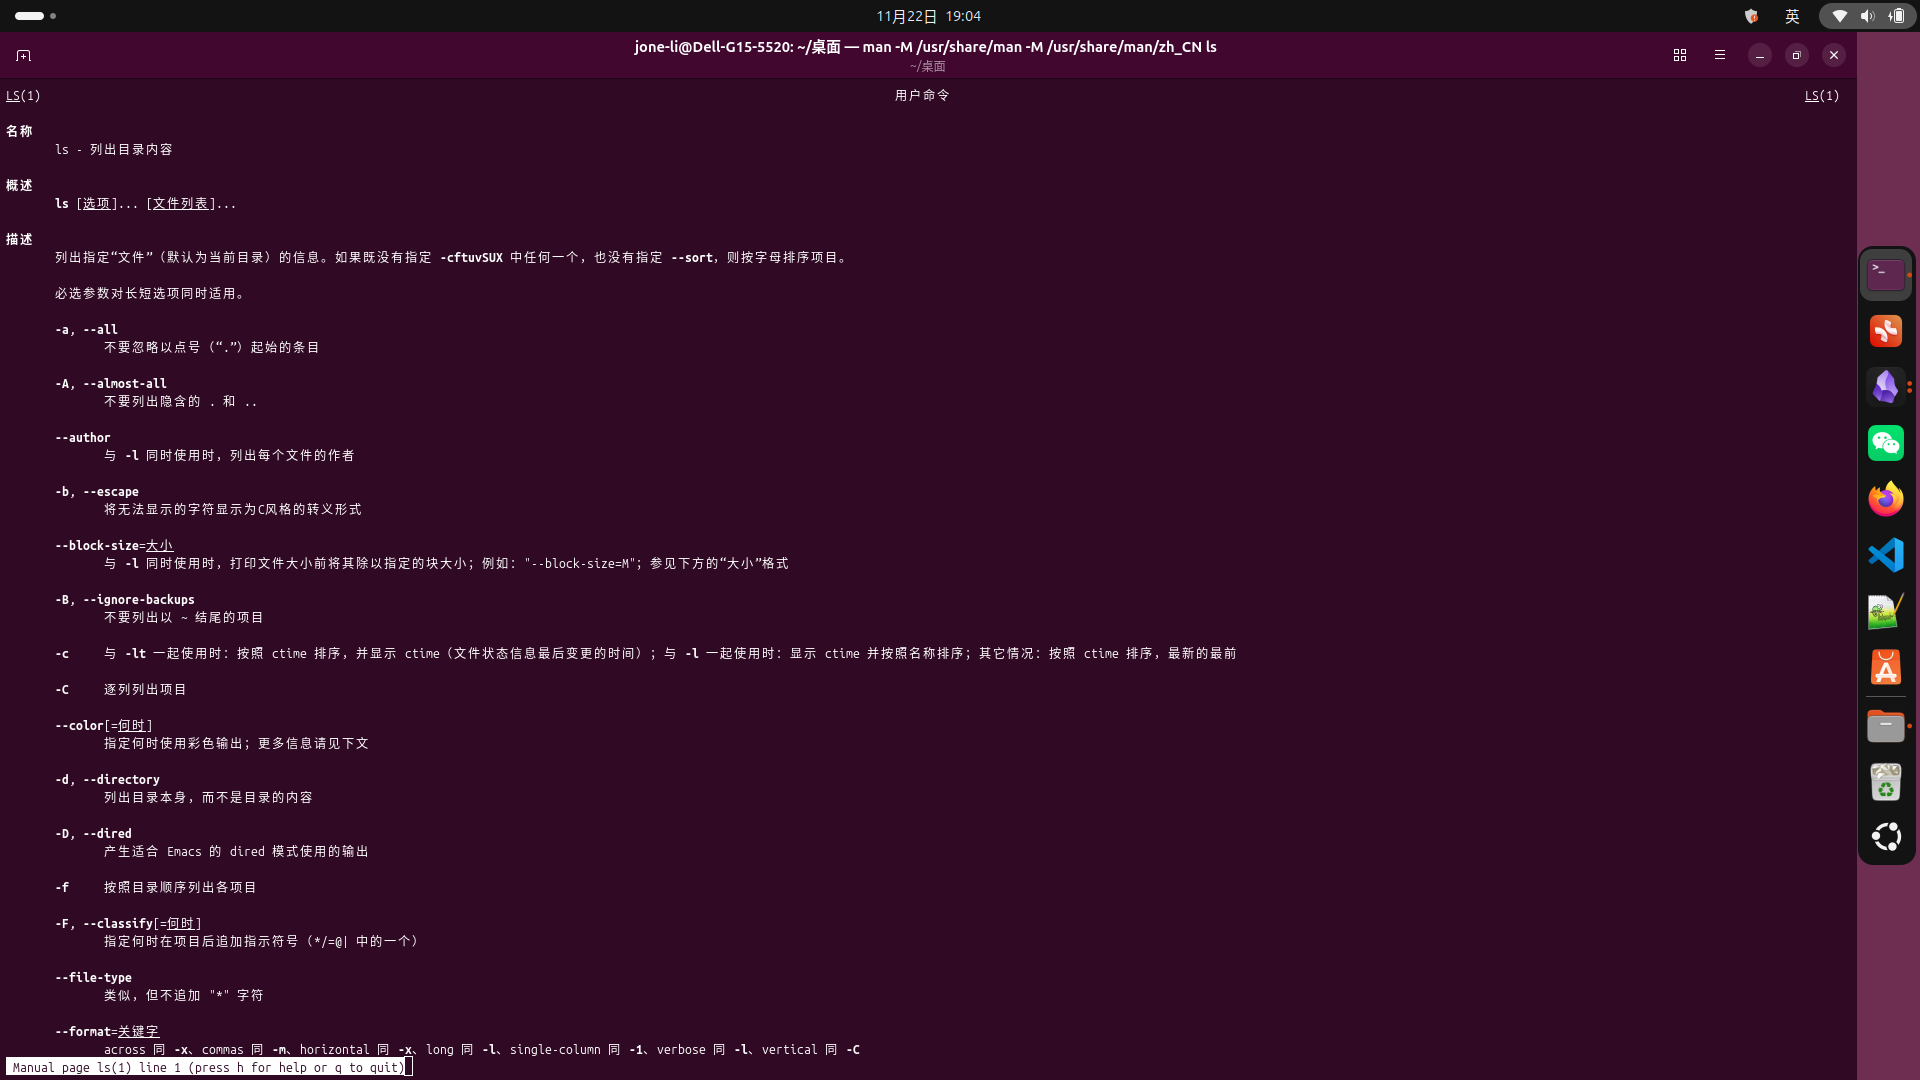 11月22日 19:04
英
jone-li@Dell-G15-5520: ~/桌面 — man -M /usr/share/man -M /usr/share/man/zh_CN ls
~/桌面
LS(1) 用户命令 LS(1)
名称
ls - 列出目录内容
概述
ls [选项]... [文件列表]...
描述
列出指定“文件”（默认为当前目录）的信息。如果既没有指定 -cftuvSUX 中任何一个，也没有指定 --sort，则按字母排序项目。
必选参数对长短选项同时适用。
-a, --all
不要忽略以点号（“.”）起始的条目
-A, --almost-all
不要列出隐含的 . 和 ..
--author
与 -l 同时使用时，列出每个文件的作者
-b, --escape
将无法显示的字符显示为C风格的转义形式
--block-size=大小
与 -l 同时使用时，打印文件大小前将其除以指定的块大小；例如："--block-size=M"；参见下方的“大小”格式
-B, --ignore-backups
不要列出以 ~ 结尾的项目
-c 与 -lt 一起使用时：按照 ctime 排序，并显示 ctime（文件状态信息最后变更的时间）；与 -l 一起使用时：显示 ctime 并按照名称排序；其它情况：按照 ctime 排序，最新的最前
-C 逐列列出项目
--color[=何时]
指定何时使用彩色输出；更多信息请见下文
-d, --directory
列出目录本身，而不是目录的内容
-D, --dired
产生适合 Emacs 的 dired 模式使用的输出
-f 按照目录顺序列出各项目
-F, --classify[=何时]
指定何时在项目后追加指示符号（*/=@| 中的一个）
--file-type
类似，但不追加 "*" 字符
--format=关键字
across 同 -x、commas 同 -m、horizontal 同 -x、long 同 -l、single-column 同 -1、verbose 同 -l、vertical 同 -C
Manual page ls(1) line 1 (press h for help or q to quit)